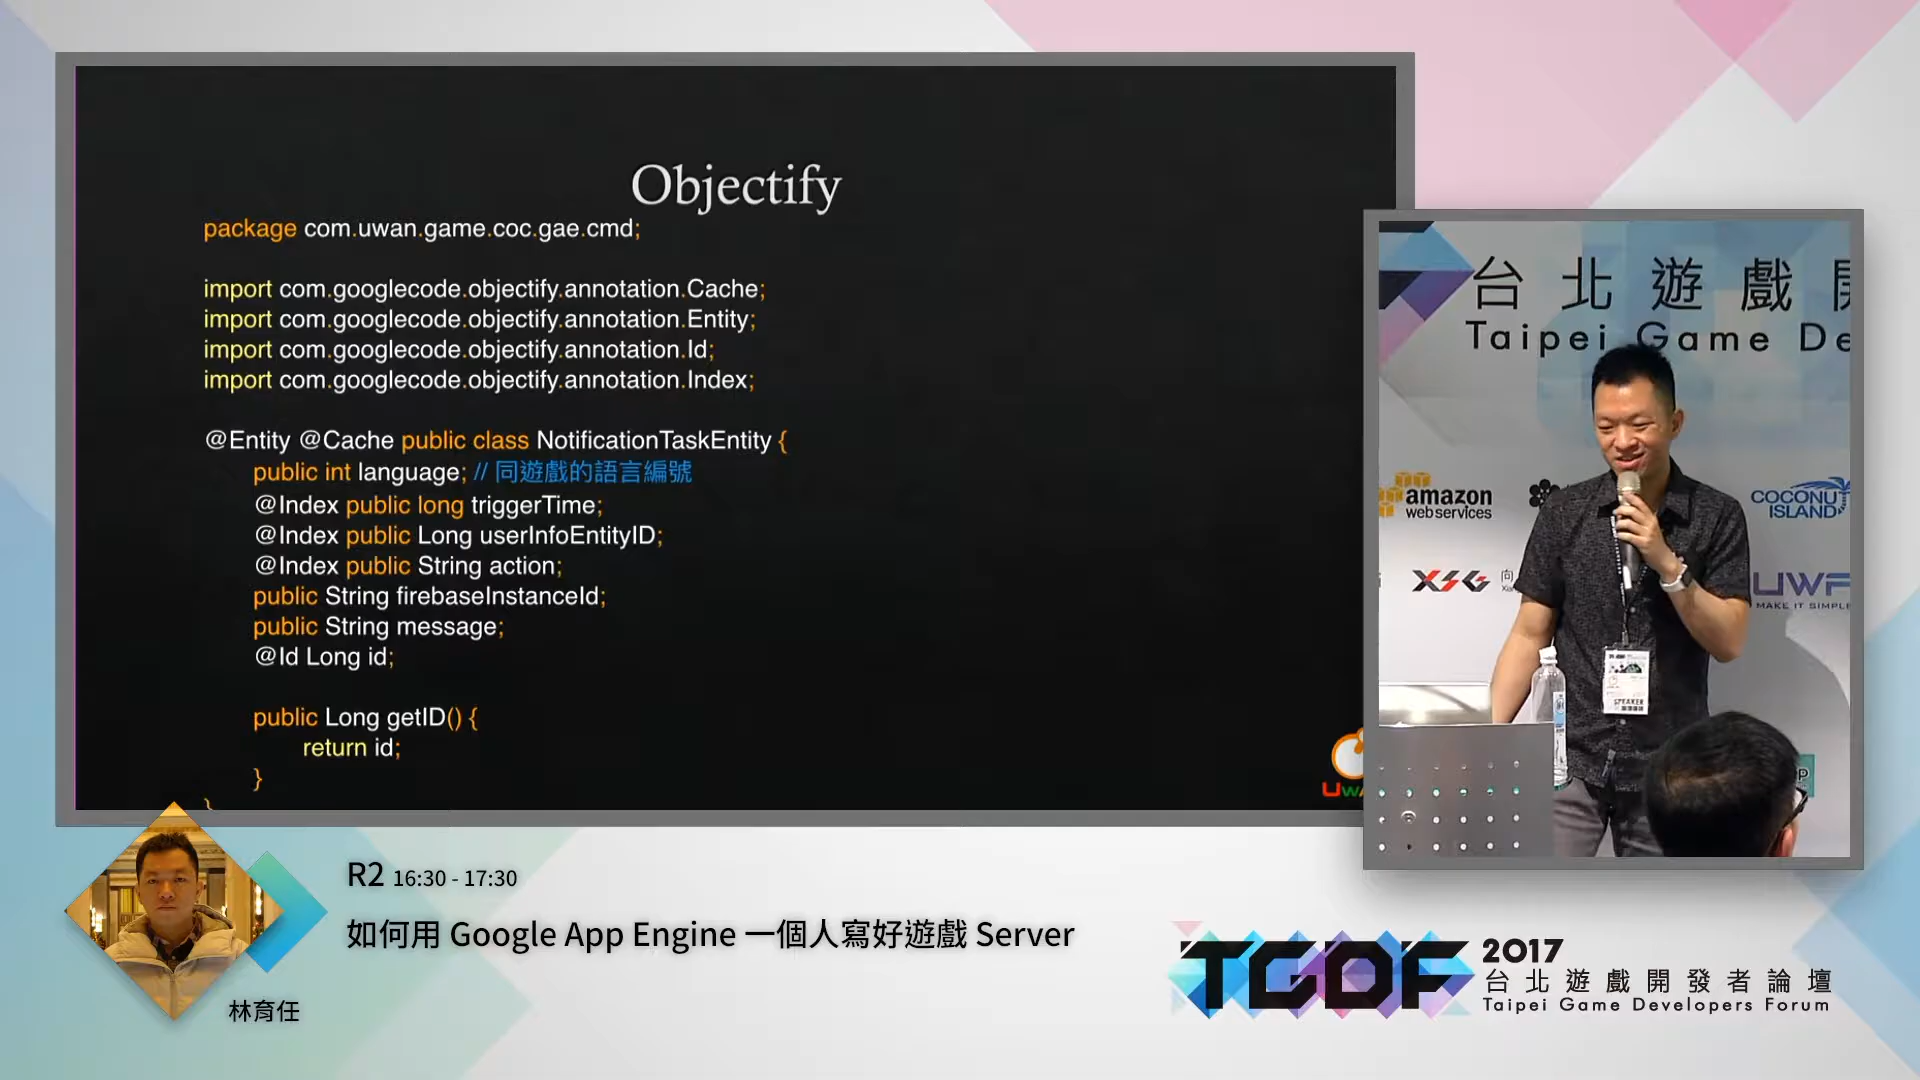 Objectify
package com.uwan.game.coc.gae.cmd;
import com.googlecode.objectify.annotation.Cache;
import com.googlecode.objectify.annotation.Entity;
import com.googlecode.objectify.annotation.Id;
import com.googlecode.objectify.annotation.Index;
@Entity @Cache public class NotificationTaskEntity {
public int language; // 同遊戲的語言編號
@Index public long triggerTime;
@Index public Long userInfoEntityID;
@Index public String action;
public String firebaseInstanceId;
public String message;
@Id Long id;
public Long getID() {
return id;
}
}
台北遊戲
Taipei Game De
amazon
webservices
COCONUT
ISLAND
XSG 向
UWA
MAKE IT SIMPLE
SPEAKER
R2 16:30 - 17:30
如何用 Google App Engine 一個人寫好遊戲 Server
林育任
TGDF 2017
台北遊戲開發者論壇
Taipei Game Developers Forum